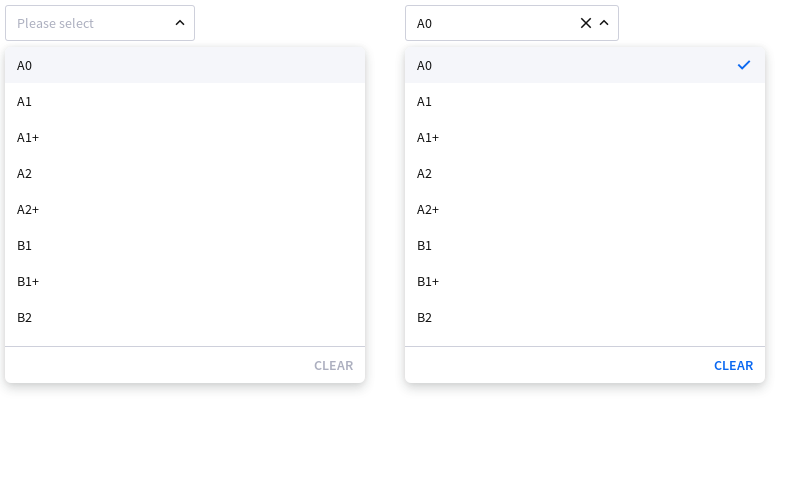 Please select
A0
A1
A1+
A2
A2+
B1
B1+
B2
CLEAR
A0
A0
A1
A1+
A2
A2+
B1
B1+
B2
CLEAR